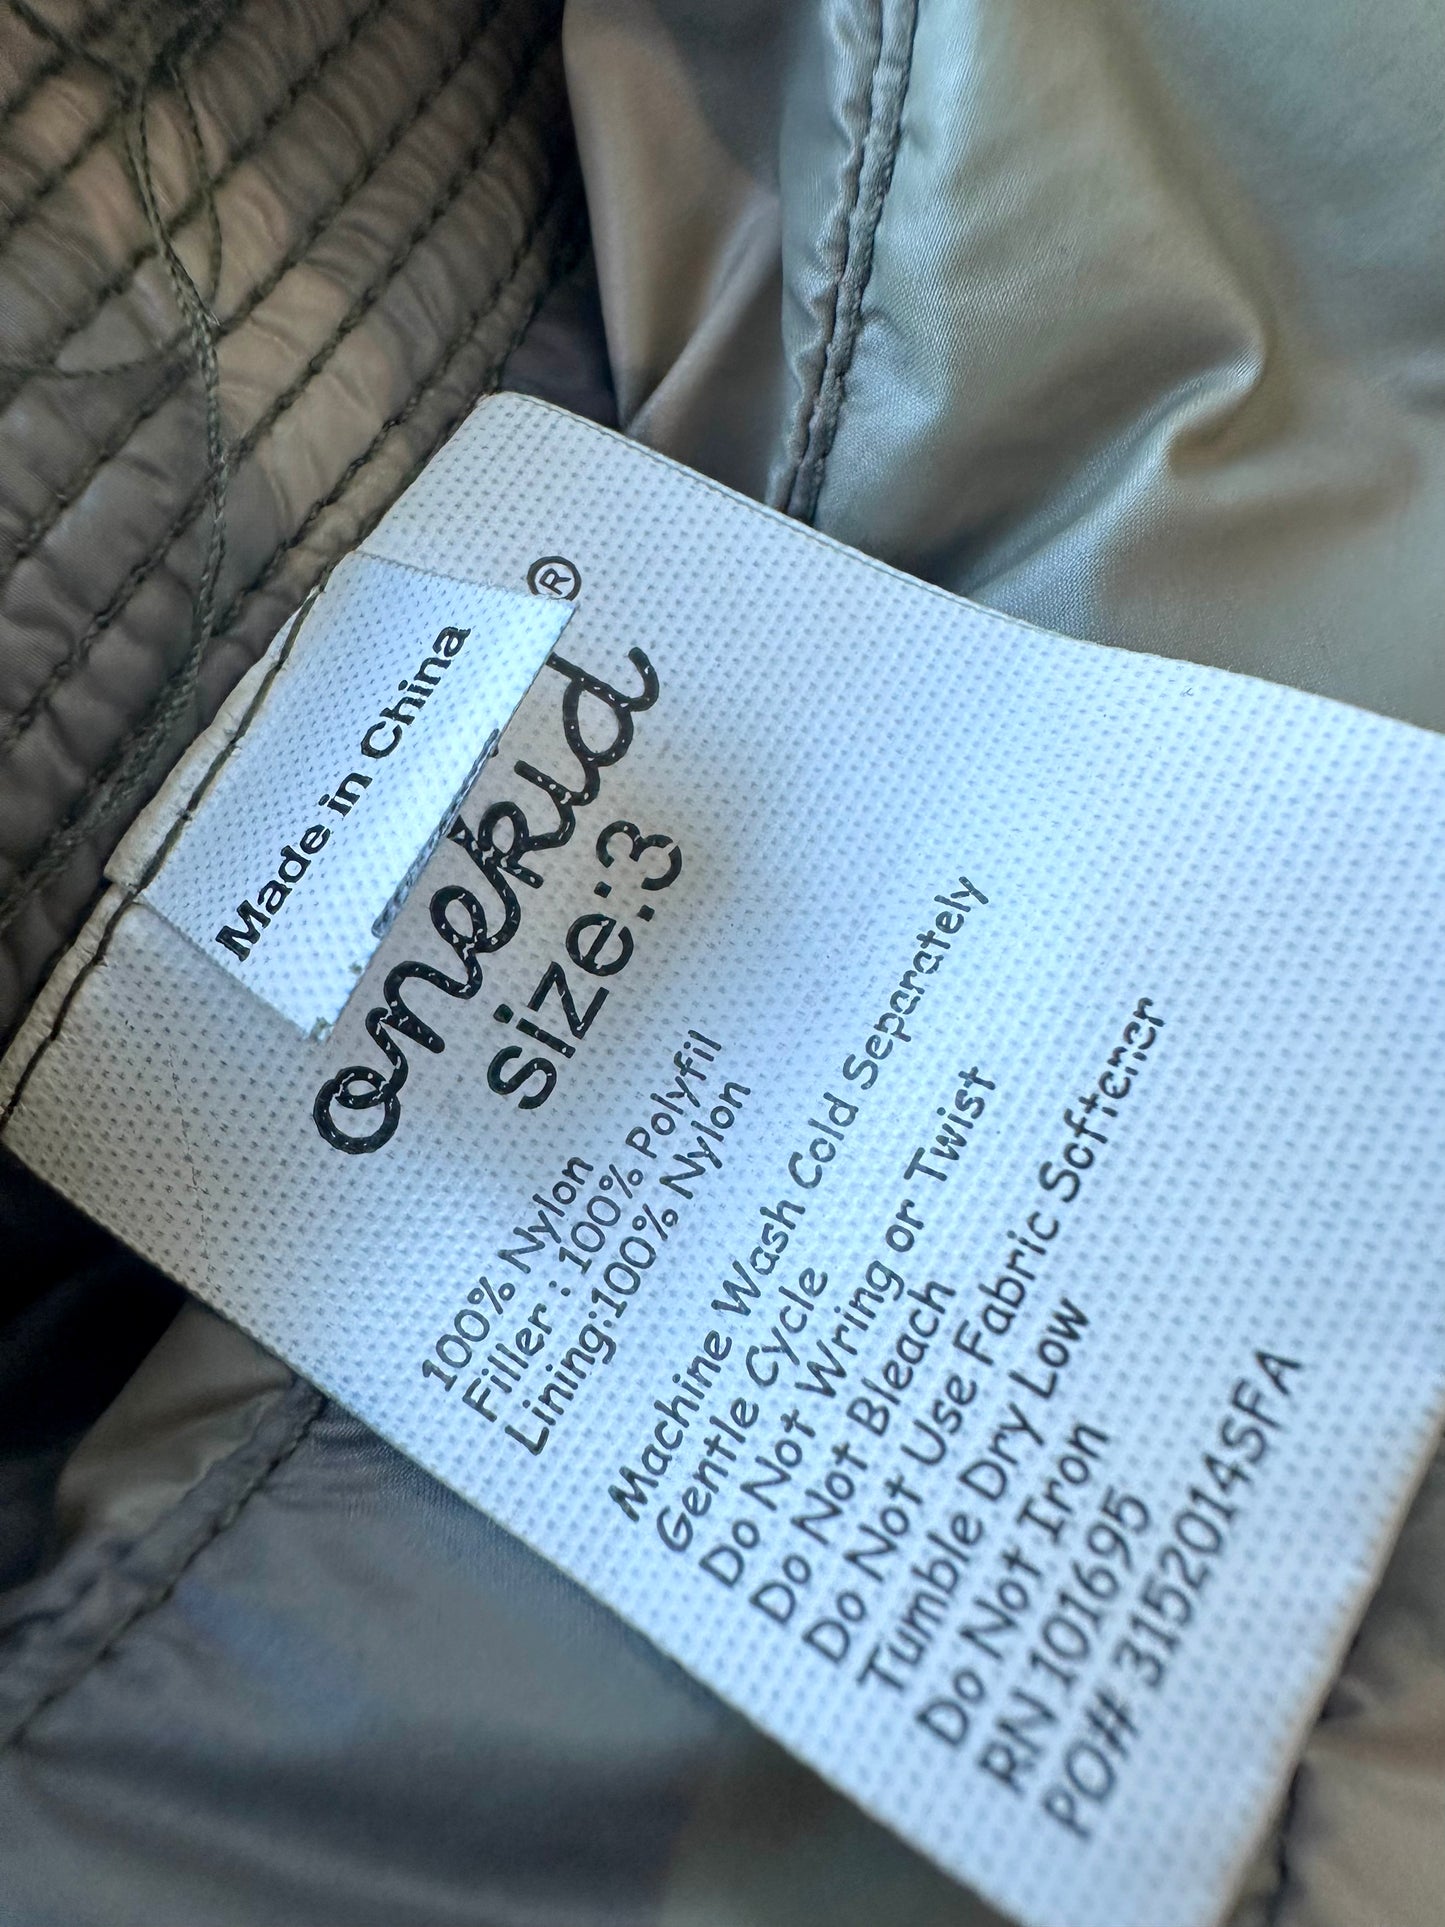 Made in China
onekid®
size:3
100% Nylon
Filler : 100% Polyfil
Lining:100% Nylon
Machine Wash Cold Separately
Gentle Cycle
Do Not Wring or Twist
Do Not Bleach
Do Not Use Fabric Softener
Tumble Dry Low
Do Not Iron
RN 101695
PO# 3152014SFA